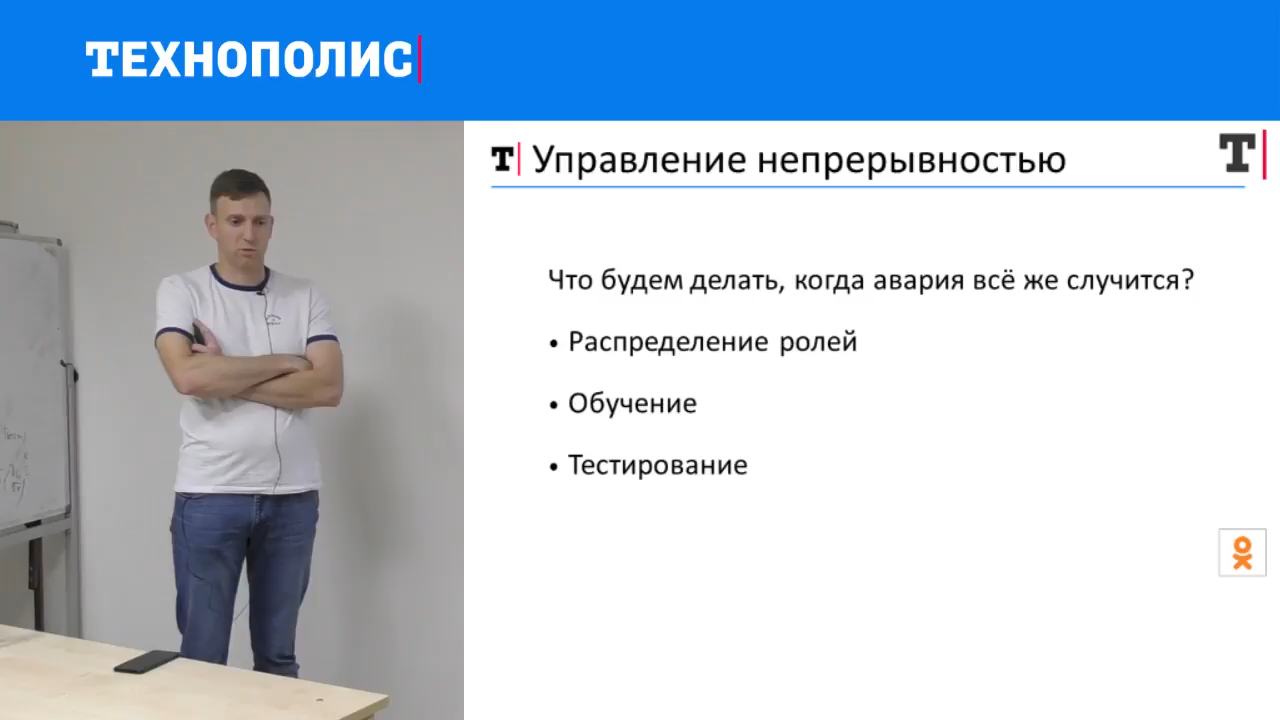 ТЕХНОПОЛИС
Т Управление непрерывностью
Т
Что будем делать, когда авария всё же случится?
• Распределение ролей
• Обучение
• Тестирование